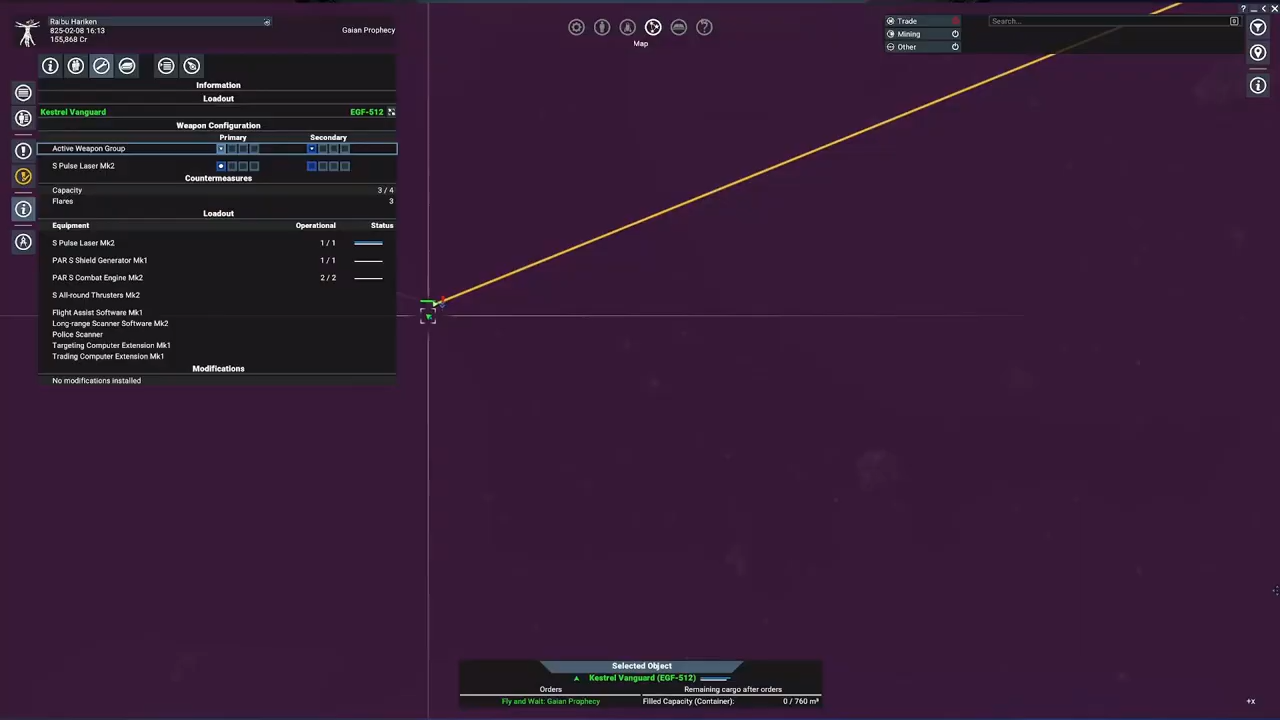 Raibu Hariken
825-02-08 16:13
155,868 Cr
Gaian Prophecy
Map
Trade
Mining
Other
Search...
Information
Loadout
Kestrel Vanguard EGF-512
Weapon Configuration
Primary Secondary
Active Weapon Group
S Pulse Laser Mk2
Countermeasures
Capacity 3 / 4
Flares 3
Loadout
Equipment Operational Status
S Pulse Laser Mk2 1 / 1
PAR S Shield Generator Mk1 1 / 1
PAR S Combat Engine Mk2 2 / 2
S All-round Thrusters Mk2
Flight Assist Software Mk1
Long-range Scanner Software Mk2
Police Scanner
Targeting Computer Extension Mk1
Trading Computer Extension Mk1
Modifications
No modifications installed
Selected Object
Kestrel Vanguard (EGF-512)
Orders Remaining cargo after orders
Fly and Wait: Gaian Prophecy Filled Capacity (Container): 0 / 760 m³
+x